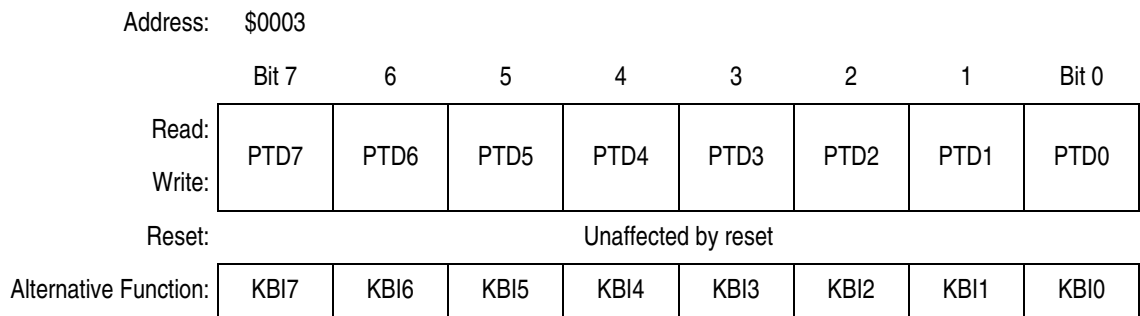 Address: $0003
Bit 7 6 5 4 3 2 1 Bit 0
Read:
PTD7 PTD6 PTD5 PTD4 PTD3 PTD2 PTD1 PTD0
Write:
Reset: Unaffected by reset
Alternative Function: KBI7 KBI6 KBI5 KBI4 KBI3 KBI2 KBI1 KBI0